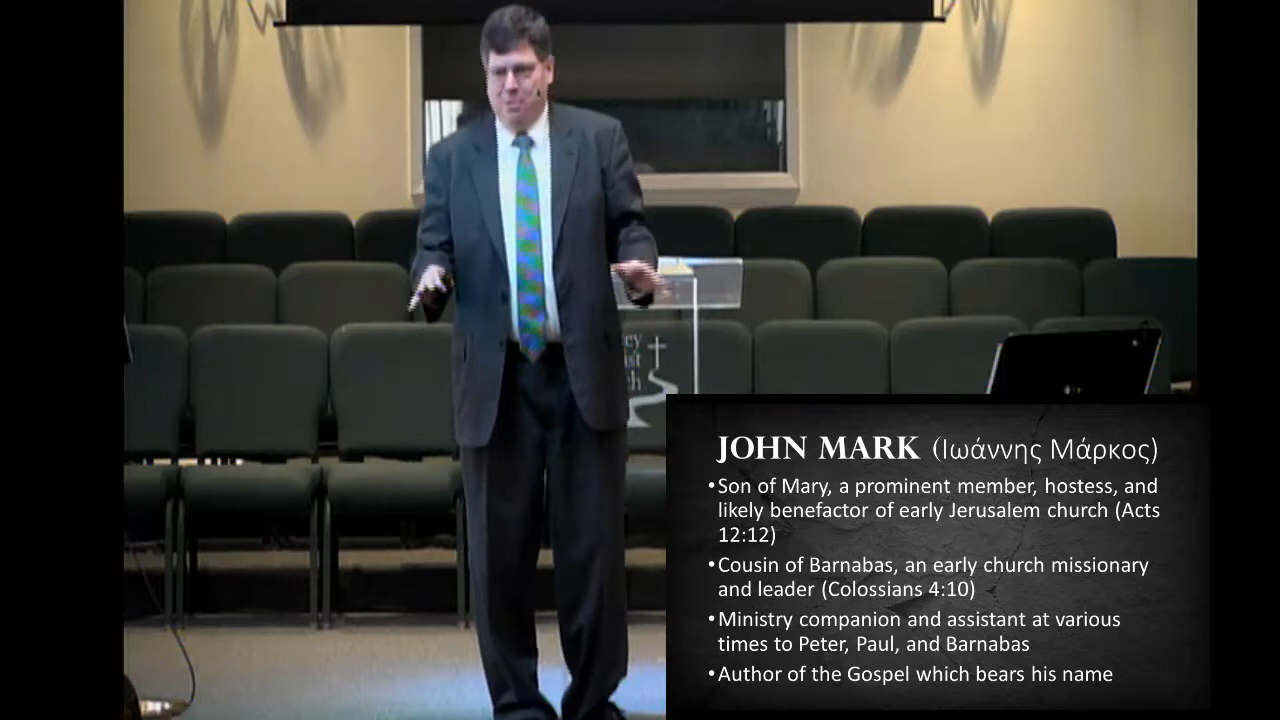 JOHN MARK (Ιωάννης Μάρκος)
•Son of Mary, a prominent member, hostess, and
likely benefactor of early Jerusalem church (Acts
12:12)
•Cousin of Barnabas, an early church missionary
and leader (Colossians 4:10)
•Ministry companion and assistant at various
times to Peter, Paul, and Barnabas
•Author of the Gospel which bears his name